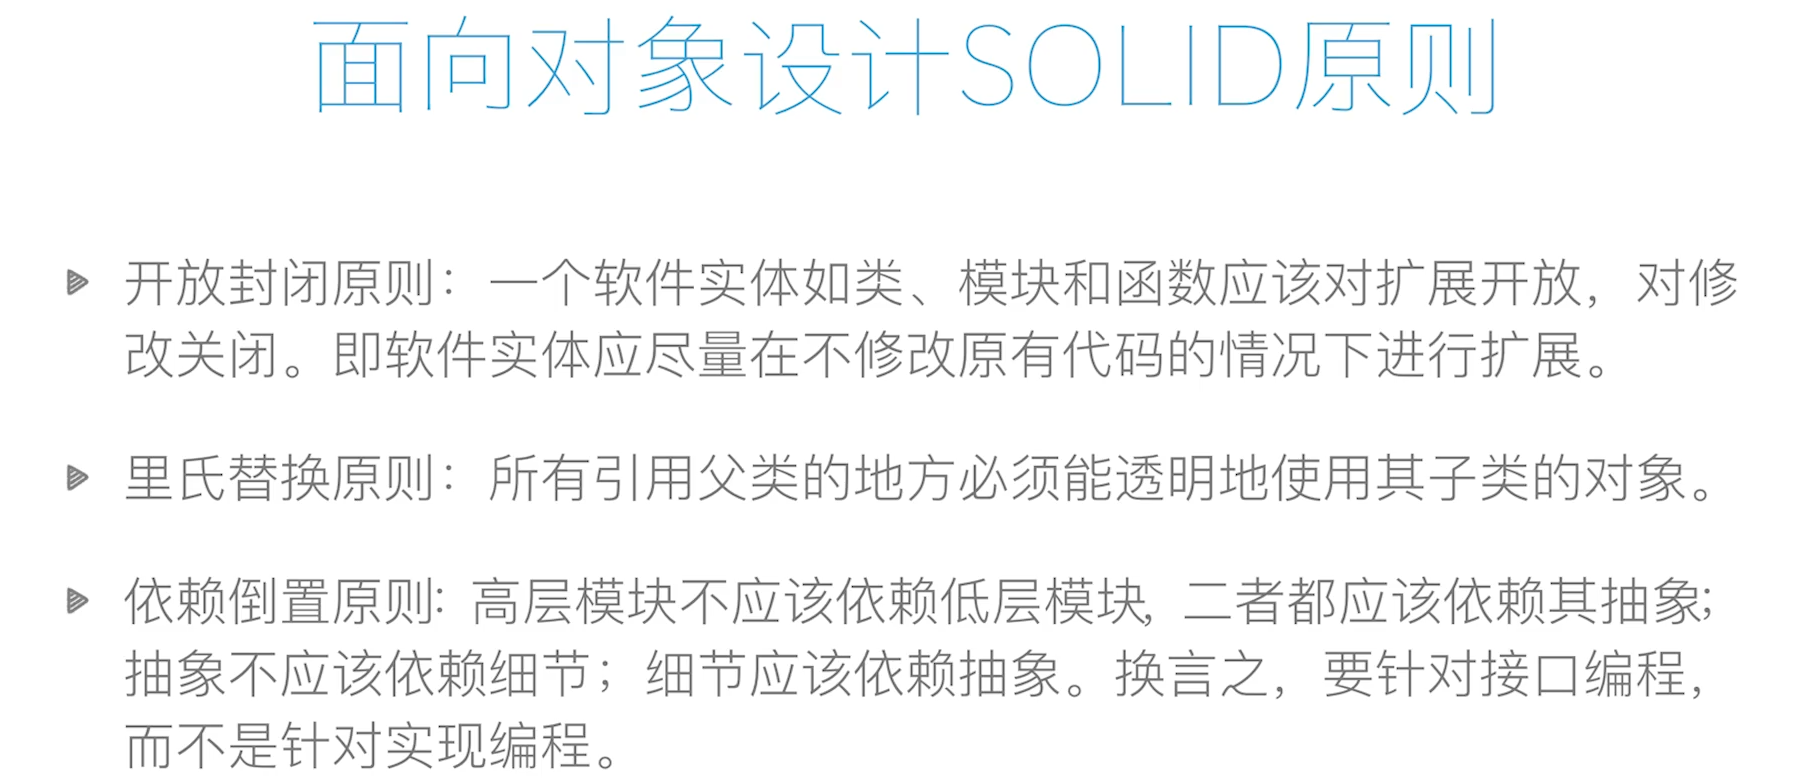 面向对象设计SOLID原则
开放封闭原则：一个软件实体如类、模块和函数应该对扩展开放，对修
改关闭。即软件实体应尽量在不修改原有代码的情况下进行扩展。
里氏替换原则：所有引用父类的地方必须能透明地使用其子类的对象。
依赖倒置原则: 高层模块不应该依赖低层模块, 二者都应该依赖其抽象;
抽象不应该依赖细节；细节应该依赖抽象。换言之，要针对接口编程，
而不是针对实现编程。